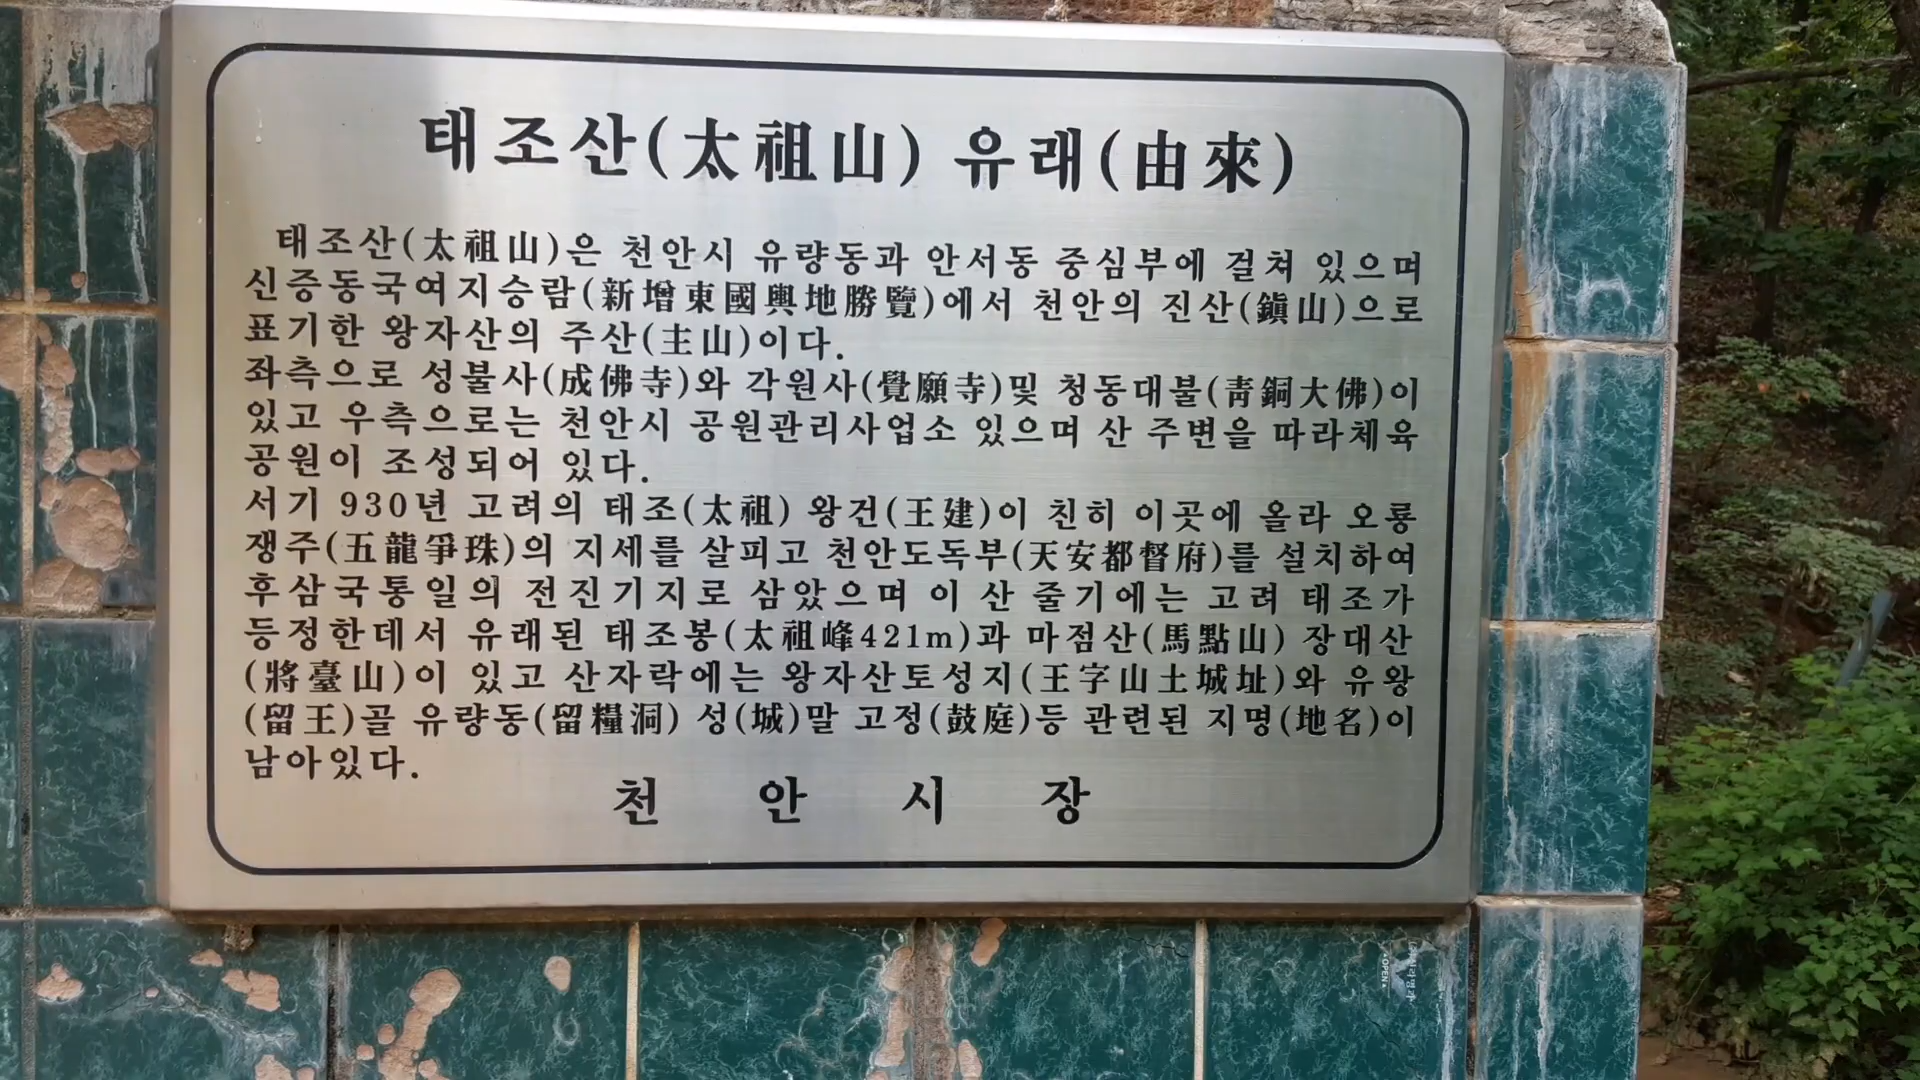 태조산(太祖山) 유래(由來)
태조산(太祖山)은 천안시 유량동과 안서동 중심부에 걸쳐 있으며
신증동국여지승람(新增東國輿地勝覽)에서 천안의 진산(鎭山)으로
표기한 왕자산의 주산(主山)이다.
좌측으로 성불사(成佛寺)와 각원사(覺願寺)및 청동대불(靑銅大佛)이
있고 우측으로는 천안시 공원관리사업소 있으며 산 주변을 따라체육
공원이 조성되어 있다.
서기 930년 고려의 태조(太祖) 왕건(王建)이 친히 이곳에 올라 오룡
쟁주(五龍爭珠)의 지세를 살피고 천안도독부(天安都督府)를 설치하여
후삼국통일의 전진기지로 삼았으며 이 산 줄기에는 고려 태조가
등정한데서 유래된 태조봉(太祖峰421m)과 마점산(馬點山) 장대산
(將臺山)이 있고 산자락에는 왕자산토성지(王字山土城址)와 유왕
(留王)골 유량동(留糧洞) 성(城)말 고정(鼓庭)등 관련된 지명(地名)이
남아있다.
천 안 시 장